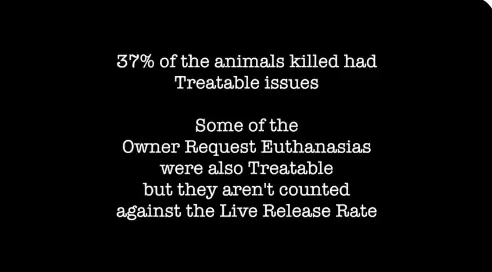 37% of the animals killed had
Treatable issues
Some of the
Owner Request Euthanasias
were also Treatable
but they aren't counted
against the Live Release Rate